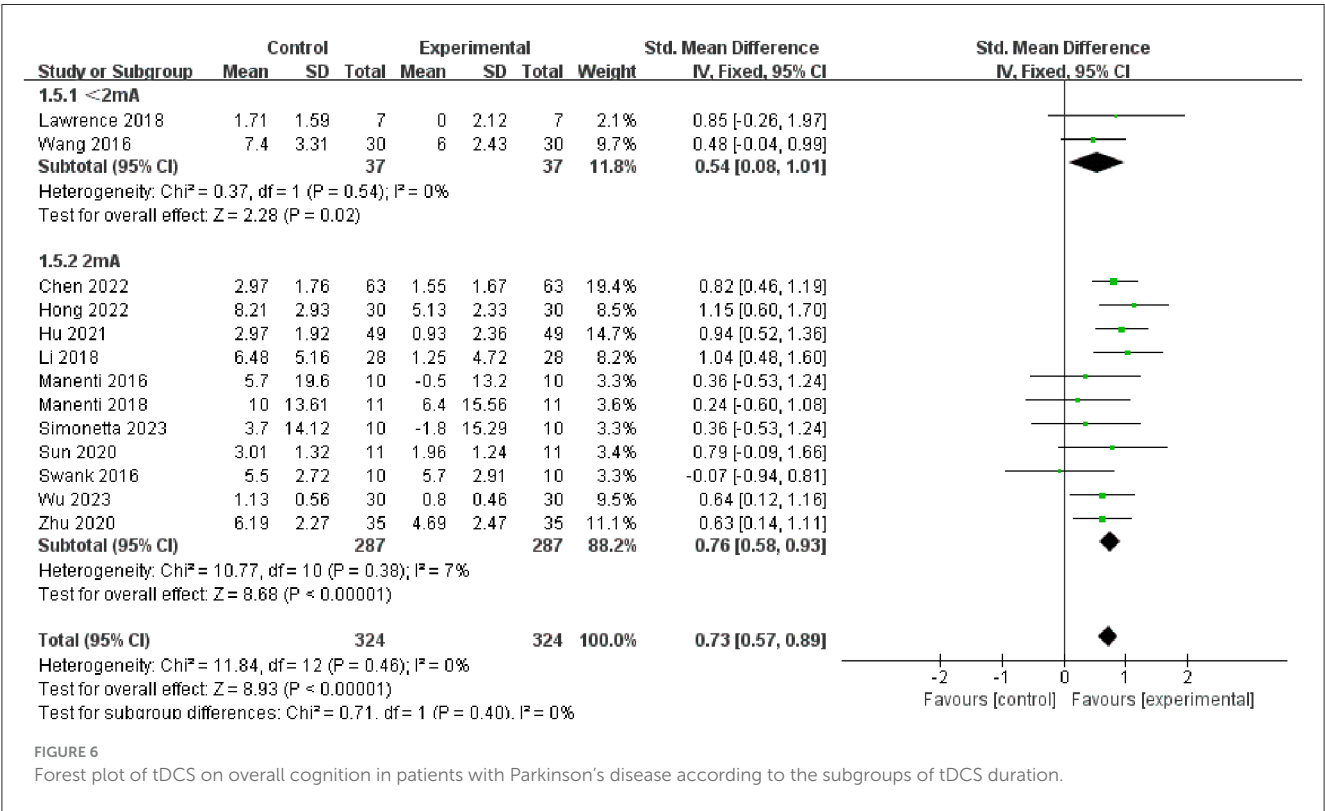 Control Experimental Std. Mean Difference Std. Mean Difference
Study or Subgroup Mean SD Total Mean SD Total Weight IV, Fixed, 95% CI IV, Fixed, 95% CI
1.5.1 <2mA
Lawrence 2018 1.71 1.59 7 0 2.12 7 2.1% 0.85 [-0.26, 1.97]
Wang 2016 7.4 3.31 30 6 2.43 30 9.7% 0.48 [-0.04, 0.99]
Subtotal (95% CI) 37 37 11.8% 0.54 [0.08, 1.01]
Heterogeneity: Chi² = 0.37, df = 1 (P = 0.54); I² = 0%
Test for overall effect: Z = 2.28 (P = 0.02)
1.5.2 2mA
Chen 2022 2.97 1.76 63 1.55 1.67 63 19.4% 0.82 [0.46, 1.19]
Hong 2022 8.21 2.93 30 5.13 2.33 30 8.5% 1.15 [0.60, 1.70]
Hu 2021 2.97 1.92 49 0.93 2.36 49 14.7% 0.94 [0.52, 1.36]
Li 2018 6.48 5.16 28 1.25 4.72 28 8.2% 1.04 [0.48, 1.60]
Manenti 2016 5.7 19.6 10 -0.5 13.2 10 3.3% 0.36 [-0.53, 1.24]
Manenti 2018 10 13.61 11 6.4 15.56 11 3.6% 0.24 [-0.60, 1.08]
Simonetta 2023 3.7 14.12 10 -1.8 15.29 10 3.3% 0.36 [-0.53, 1.24]
Sun 2020 3.01 1.32 11 1.96 1.24 11 3.4% 0.79 [-0.09, 1.66]
Swank 2016 5.5 2.72 10 5.7 2.91 10 3.3% -0.07 [-0.94, 0.81]
Wu 2023 1.13 0.56 30 0.8 0.46 30 9.5% 0.64 [0.12, 1.16]
Zhu 2020 6.19 2.27 35 4.69 2.47 35 11.1% 0.63 [0.14, 1.11]
Subtotal (95% CI) 287 287 88.2% 0.76 [0.58, 0.93]
Heterogeneity: Chi² = 10.77, df = 10 (P = 0.38); I² = 7%
Test for overall effect: Z = 8.68 (P < 0.00001)
Total (95% CI) 324 324 100.0% 0.73 [0.57, 0.89]
Heterogeneity: Chi² = 11.84, df = 12 (P = 0.46); I² = 0%
Test for overall effect: Z = 8.93 (P < 0.00001)
Test for subgroup differences: Chi² = 0.71, df = 1 (P = 0.40), I² = 0%
-2 -1 0 1 2
Favours [control] Favours [experimental]
FIGURE 6
Forest plot of tDCS on overall cognition in patients with Parkinson's disease according to the subgroups of tDCS duration.